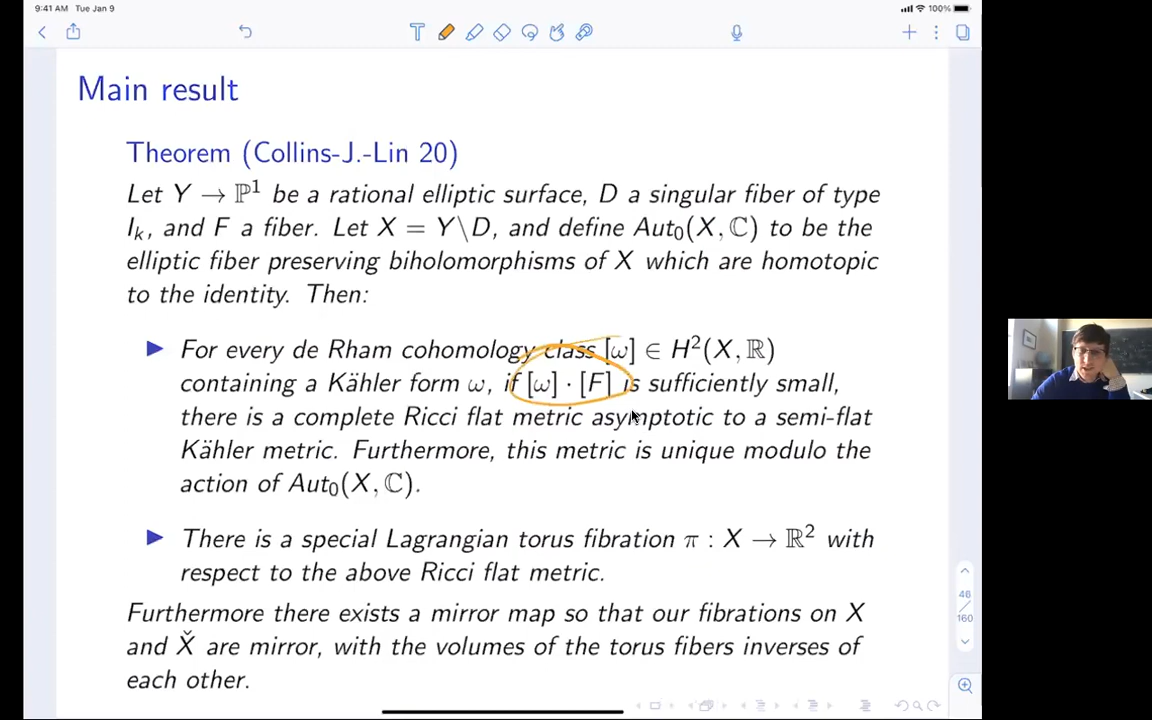 9:41 AM Tue Jan 9
100%
Main result
Theorem (Collins-J.-Lin 20)
Let Y → ℙ¹ be a rational elliptic surface, D a singular fiber of type
I_k, and F a fiber. Let X = Y\D, and define Aut₀(X, ℂ) to be the
elliptic fiber preserving biholomorphisms of X which are homotopic
to the identity. Then:
▶ For every de Rham cohomology class [ω] ∈ H²(X, ℝ)
containing a Kähler form ω, if [ω] · [F] is sufficiently small,
there is a complete Ricci flat metric asymptotic to a semi-flat
Kähler metric. Furthermore, this metric is unique modulo the
action of Aut₀(X, ℂ).
▶ There is a special Lagrangian torus fibration π : X → ℝ² with
respect to the above Ricci flat metric.
Furthermore there exists a mirror map so that our fibrations on X
and X̌ are mirror, with the volumes of the torus fibers inverses of
each other.
46
/
160